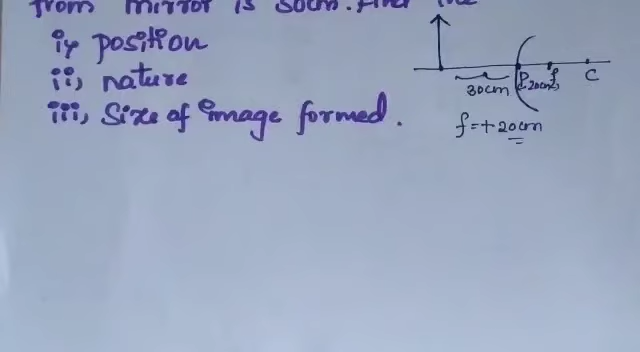 from mirror is 30cm. Find the
i, position
ii, nature
iii, Size of image formed.
30cm
P
20cm
f
C
f = +20cm